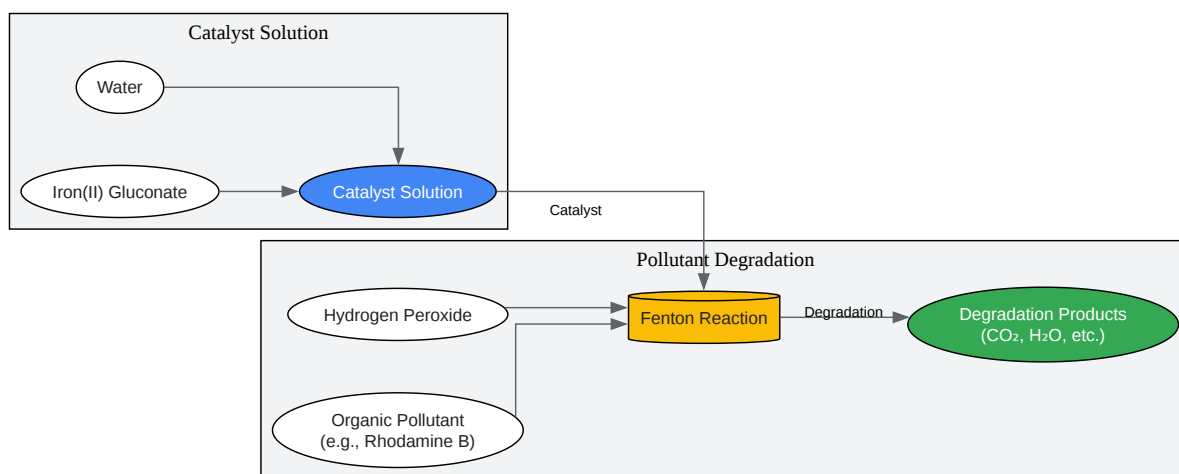 Catalyst Solution
Water
Iron(II) Gluconate
Catalyst Solution
Catalyst
Pollutant Degradation
Hydrogen Peroxide
Fenton Reaction
Degradation
Degradation Products
(CO₂, H₂O, etc.)
Organic Pollutant
(e.g., Rhodamine B)